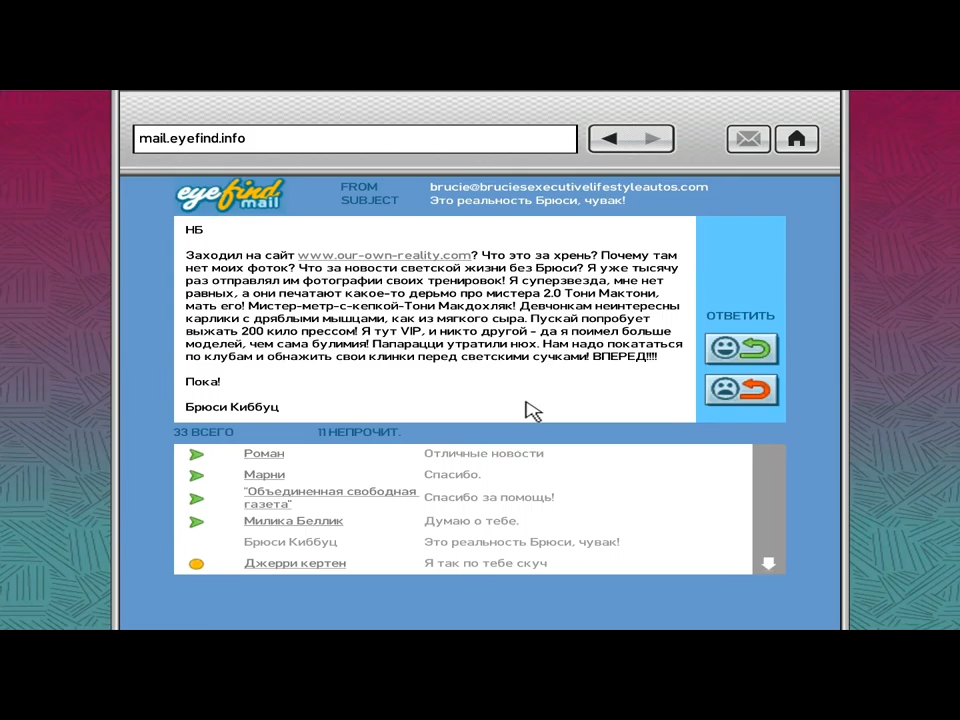 mail.eyefind.info
eyefind mail
FROM brucie@bruciesexecutivelifestyleautos.com
SUBJECT Это реальность Брюси, чувак!
НБ
Заходил на сайт www.our-own-reality.com? Что это за хрень? Почему там
нет моих фоток? Что за новости светской жизни без Брюси? Я уже тысячу
раз отправлял им фотографии своих тренировок! Я суперзвезда, мне нет
равных, а они печатают какое-то дерьмо про мистера 2.0 Тони Мактони,
мать его! Мистер-метр-с-кепкой-Тони Макдохляк! Девчонкам неинтересны
карлики с дряблыми мышцами, как из мягкого сыра. Пускай попробует
выжать 200 кило прессом! Я тут VIP, и никто другой - да я поимел больше
моделей, чем сама булимия! Папарацци утратили нюх. Нам надо покататься
по клубам и обнажить свои клинки перед светскими сучками! ВПЕРЕД!!!!
Пока!
Брюси Киббуц
ОТВЕТИТЬ
33 ВСЕГО 11 НЕПРОЧИТ.
Роман Отличные новости
Марни Спасибо.
"Объединенная свободная
газета" Спасибо за помощь!
Милика Беллик Думаю о тебе.
Брюси Киббуц Это реальность Брюси, чувак!
Джерри кертен Я так по тебе скуч